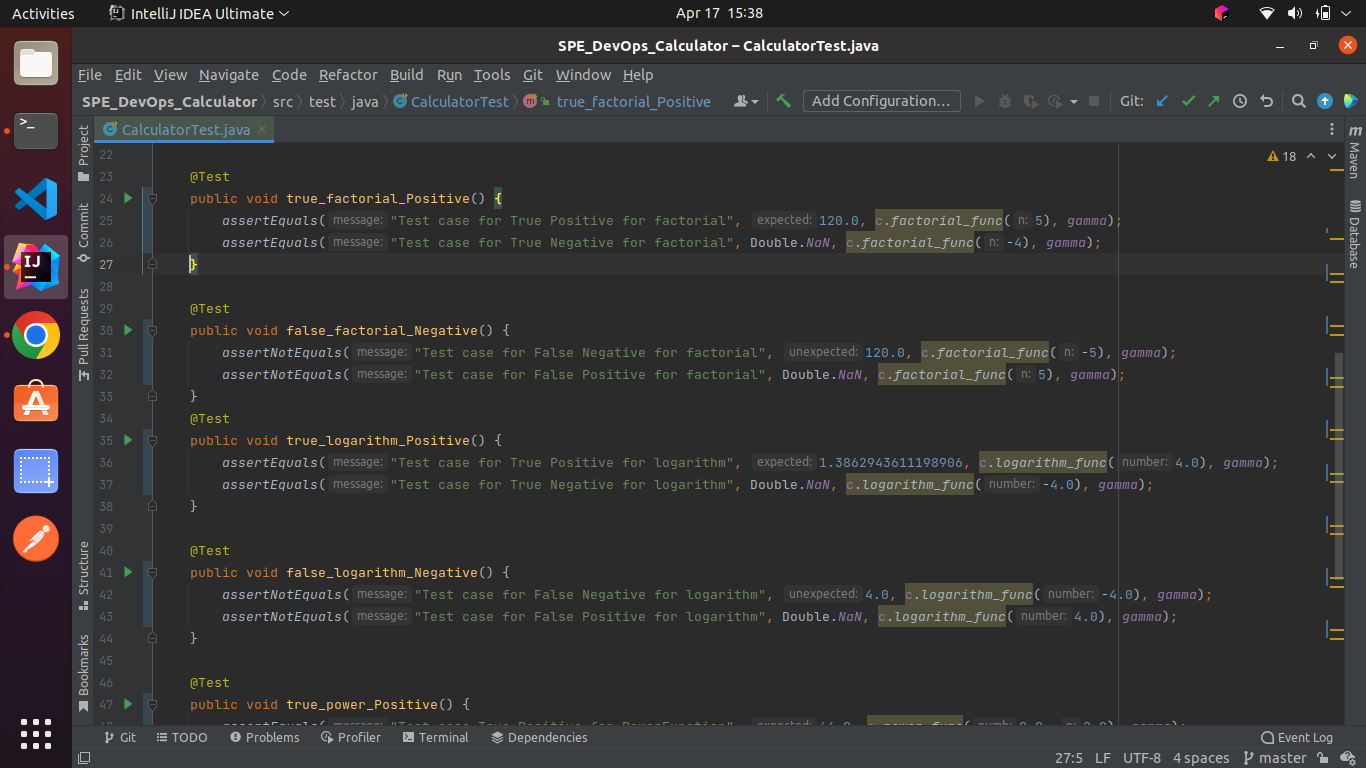 Activities IntelliJ IDEA Ultimate Apr 17 15:38
SPE_DevOps_Calculator – CalculatorTest.java
File Edit View Navigate Code Refactor Build Run Tools Git Window Help
SPE_DevOps_Calculator src test java CalculatorTest true_factorial_Positive Add Configuration... Git:
CalculatorTest.java
Project
Commit
Pull Requests
Structure
Bookmarks
Maven
Database
18
22
23 @Test
24 public void true_factorial_Positive() {
25 assertEquals( message: "Test case for True Positive for factorial", expected: 120.0, c.factorial_func( n: 5), gamma);
26 assertEquals( message: "Test case for True Negative for factorial", Double.NaN, c.factorial_func( n: -4), gamma);
27 }
28
29 @Test
30 public void false_factorial_Negative() {
31 assertNotEquals( message: "Test case for False Negative for factorial", unexpected: 120.0, c.factorial_func( n: -5), gamma);
32 assertNotEquals( message: "Test case for False Positive for factorial", Double.NaN, c.factorial_func( n: 5), gamma);
33 }
34 @Test
35 public void true_logarithm_Positive() {
36 assertEquals( message: "Test case for True Positive for logarithm", expected: 1.3862943611198906, c.logarithm_func( number: 4.0), gamma);
37 assertEquals( message: "Test case for True Negative for logarithm", Double.NaN, c.logarithm_func( number: -4.0), gamma);
38 }
39
40 @Test
41 public void false_logarithm_Negative() {
42 assertNotEquals( message: "Test case for False Negative for logarithm", unexpected: 4.0, c.logarithm_func( number: -4.0), gamma);
43 assertNotEquals( message: "Test case for False Positive for logarithm", Double.NaN, c.logarithm_func( number: 4.0), gamma);
44 }
45
46 @Test
47 public void true_power_Positive() {
Git TODO Problems Profiler Terminal Dependencies Event Log
27:5 LF UTF-8 4 spaces master